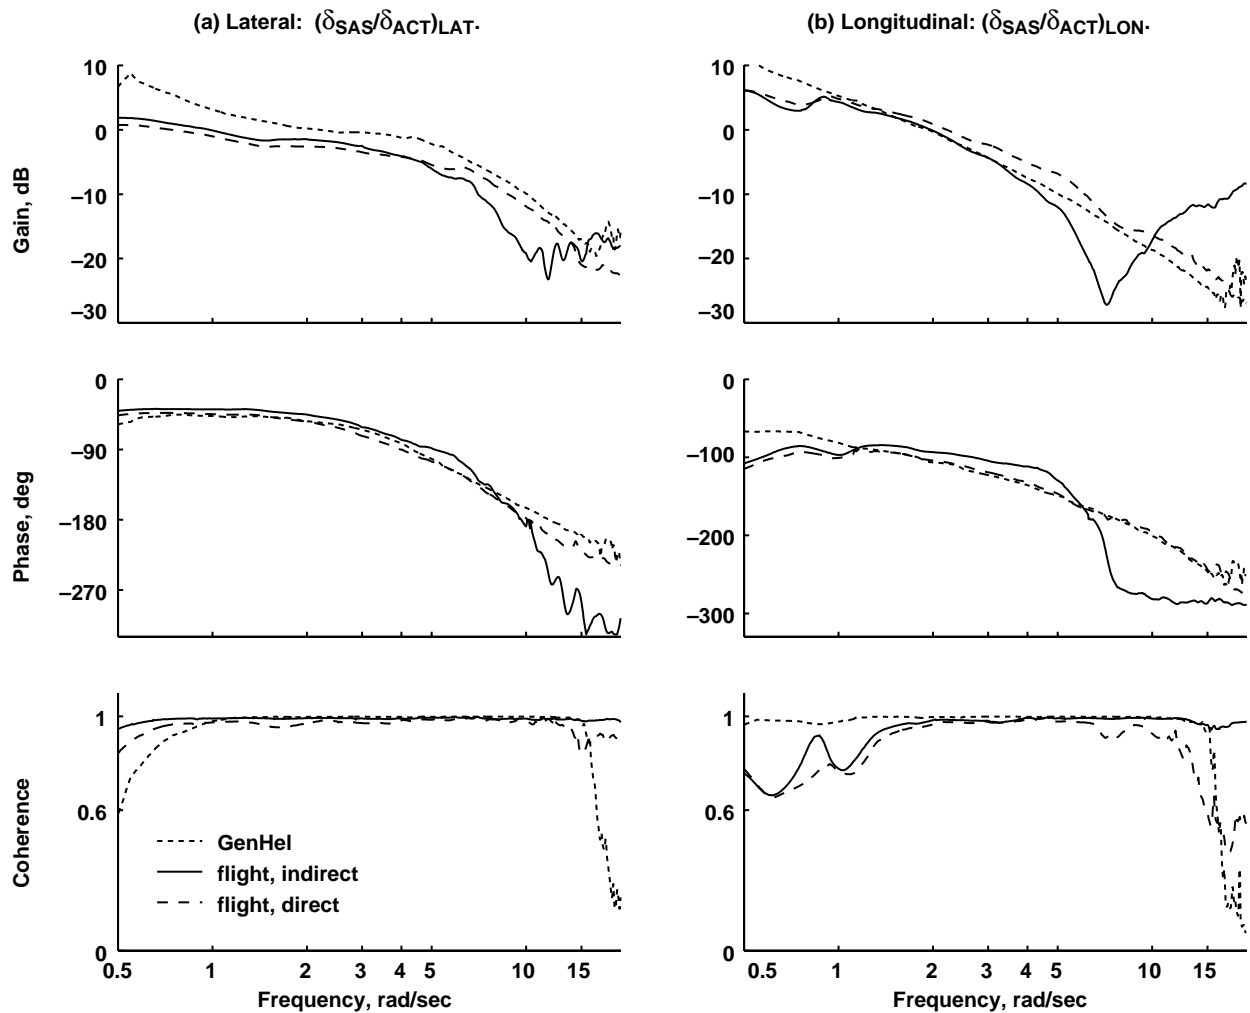 (a) Lateral: (δSAS/δACT)LAT.
(b) Longitudinal: (δSAS/δACT)LON.
Gain, dB
10
0
−10
−20
−30
10
0
−10
−20
−30
Phase, deg
0
−90
−180
−270
0
−100
−200
−300
Coherence
1
0.6
0
GenHel
flight, indirect
flight, direct
1
0.6
0
0.5 1 2 3 4 5 10 15
Frequency, rad/sec
0.5 1 2 3 4 5 10 15
Frequency, rad/sec